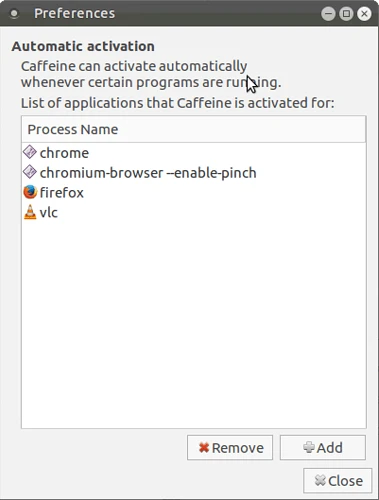 Preferences
Automatic activation
Caffeine can activate automatically
whenever certain programs are running.
List of applications that Caffeine is activated for:
Process Name
chrome
chromium-browser --enable-pinch
firefox
vlc
Remove
Add
Close